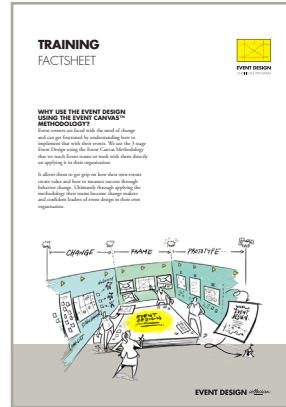 TRAINING
FACTSHEET
EVENT DESIGN
WHY USE THE EVENT DESIGN
USING THE EVENT CANVAS™
METHODOLOGY?
Event owners are faced with the need of change
and can get frustrated by understanding how to
implement that with their events. We use the 3 stage
Event Design using the Event Canvas Methodology
that we teach Event teams or work with them directly
on applying it in their organisation.
It allows them to get grip on how their own events
create value and how to measure success through
behavior change. Ultimately through applying the
methodology their teams become change makers
and confident leaders of event design in their own
organisation.
CHANGE FRAME PROTOTYPE
EVENT
DESIGN
EVENT DESIGN collective